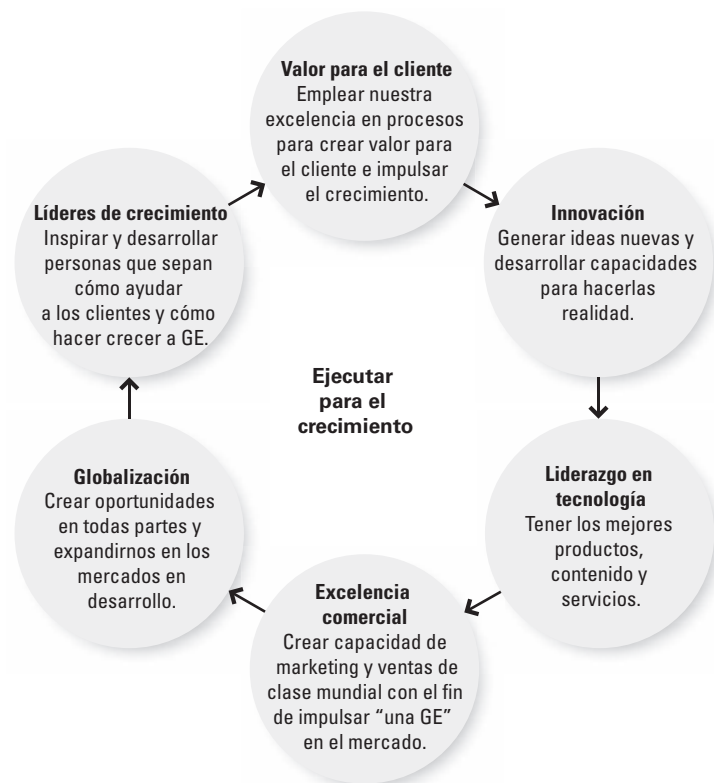 Valor para el cliente
Emplear nuestra
excelencia en procesos
para crear valor para
el cliente e impulsar
el crecimiento.
Innovación
Generar ideas nuevas y
desarrollar capacidades
para hacerlas
realidad.
Liderazgo en
tecnología
Tener los mejores
productos,
contenido y
servicios.
Excelencia
comercial
Crear capacidad de
marketing y ventas de
clase mundial con el fin
de impulsar “una GE”
en el mercado.
Globalización
Crear oportunidades
en todas partes y
expandirnos en los
mercados en
desarrollo.
Líderes de crecimiento
Inspirar y desarrollar
personas que sepan
cómo ayudar
a los clientes y cómo
hacer crecer a GE.
Ejecutar
para el
crecimiento